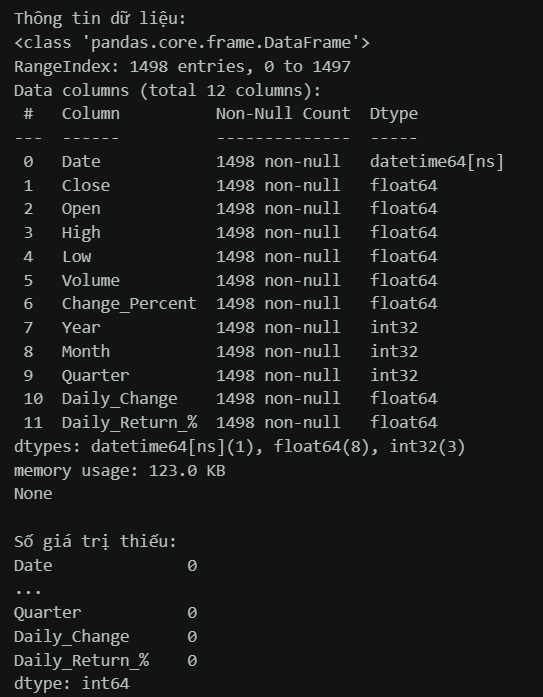 Thông tin dữ liệu:
<class 'pandas.core.frame.DataFrame'>
RangeIndex: 1498 entries, 0 to 1497
Data columns (total 12 columns):
 #   Column            Non-Null Count  Dtype
---  ------            --------------  -----
 0   Date              1498 non-null   datetime64[ns]
 1   Close             1498 non-null   float64
 2   Open              1498 non-null   float64
 3   High              1498 non-null   float64
 4   Low               1498 non-null   float64
 5   Volume            1498 non-null   float64
 6   Change_Percent    1498 non-null   float64
 7   Year              1498 non-null   int32
 8   Month             1498 non-null   int32
 9   Quarter           1498 non-null   int32
 10  Daily_Change      1498 non-null   float64
 11  Daily_Return_%    1498 non-null   float64
dtypes: datetime64[ns](1), float64(8), int32(3)
memory usage: 123.0 KB
None

Số giá trị thiếu:
Date              0
...
Quarter           0
Daily_Change      0
Daily_Return_%    0
dtype: int64